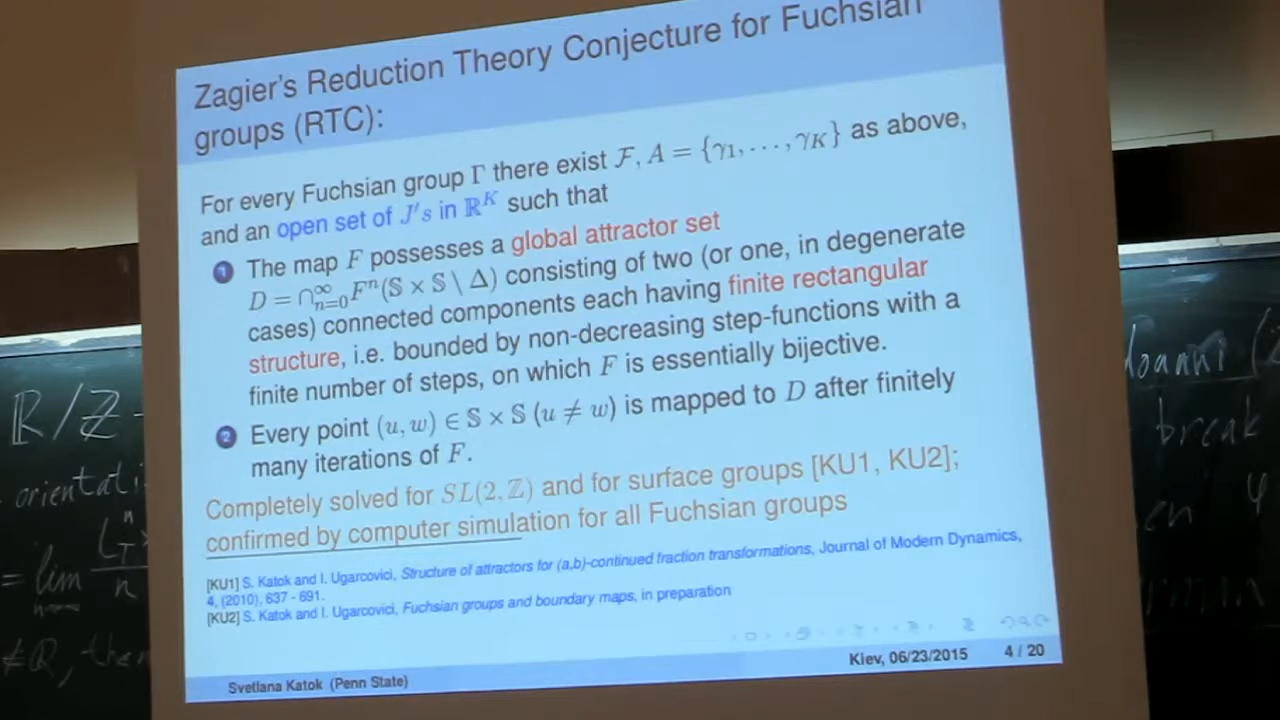 Zagier's Reduction Theory Conjecture for Fuchsian
groups (RTC):
For every Fuchsian group Γ there exist ℱ, A = {γ₁, ⋯, γ_K} as above,
and an open set of J's in ℝ^K such that
1 The map F possesses a global attractor set
D = ∩_{n=0}^∞ F^n(𝕊 × 𝕊 \ Δ) consisting of two (or one, in degenerate
cases) connected components each having finite rectangular
structure, i.e. bounded by non-decreasing step-functions with a
finite number of steps, on which F is essentially bijective.
2 Every point (u, w) ∈ 𝕊 × 𝕊 (u ≠ w) is mapped to D after finitely
many iterations of F.
Completely solved for SL(2, ℤ) and for surface groups [KU1, KU2];
confirmed by computer simulation for all Fuchsian groups
[KU1] S. Katok and I. Ugarcovici, Structure of attractors for (a,b)-continued fraction transformations, Journal of Modern Dynamics,
4, (2010), 637 - 691.
[KU2] S. Katok and I. Ugarcovici, Fuchsian groups and boundary maps, in preparation
Svetlana Katok (Penn State)
Kiev, 06/23/2015
4 / 20
ℝ/ℤ
orientati
= lim
n
∉ℚ, then
break